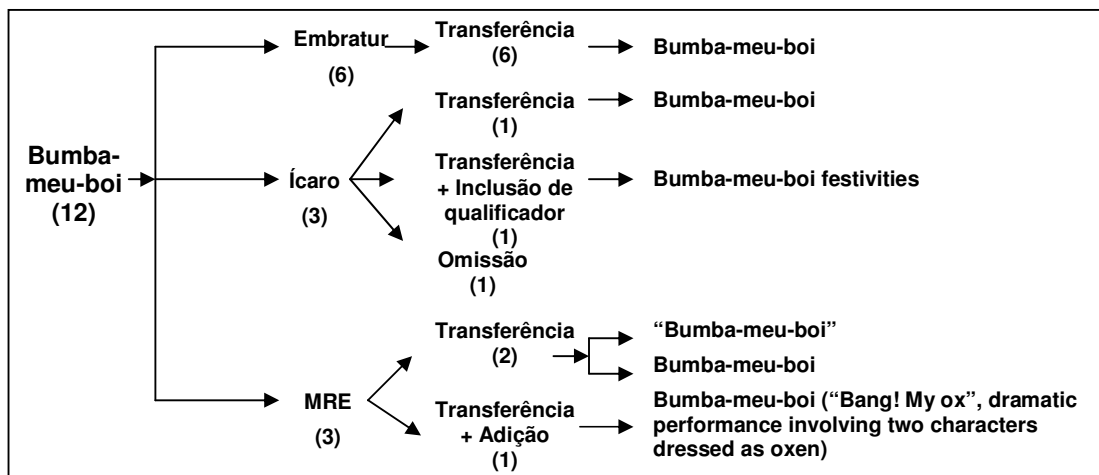 Bumba-
meu-boi
(12)
Embratur
(6)
Transferência
(6)
Bumba-meu-boi
Ícaro
(3)
Transferência
(1)
Bumba-meu-boi
Transferência
+ Inclusão de
qualificador
(1)
Bumba-meu-boi festivities
Omissão
(1)
MRE
(3)
Transferência
(2)
“Bumba-meu-boi”
Bumba-meu-boi
Transferência
+ Adição
(1)
Bumba-meu-boi (“Bang! My ox”, dramatic
performance involving two characters
dressed as oxen)